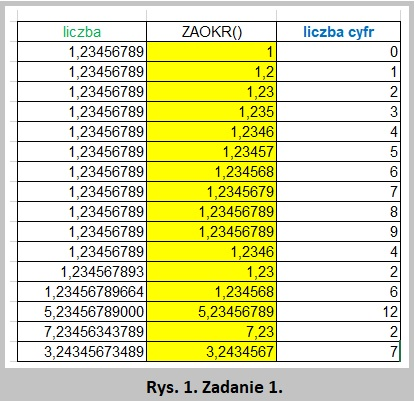 liczba ZAOKR() liczba cyfr
1,23456789 1 0
1,23456789 1,2 1
1,23456789 1,23 2
1,23456789 1,235 3
1,23456789 1,2346 4
1,23456789 1,23457 5
1,23456789 1,234568 6
1,23456789 1,2345679 7
1,23456789 1,23456789 8
1,23456789 1,23456789 9
1,23456789 1,2346 4
1,234567893 1,23 2
1,23456789664 1,234568 6
5,23456789000 5,23456789 12
7,23456343789 7,23 2
3,24345673489 3,2434567 7
Rys. 1. Zadanie 1.